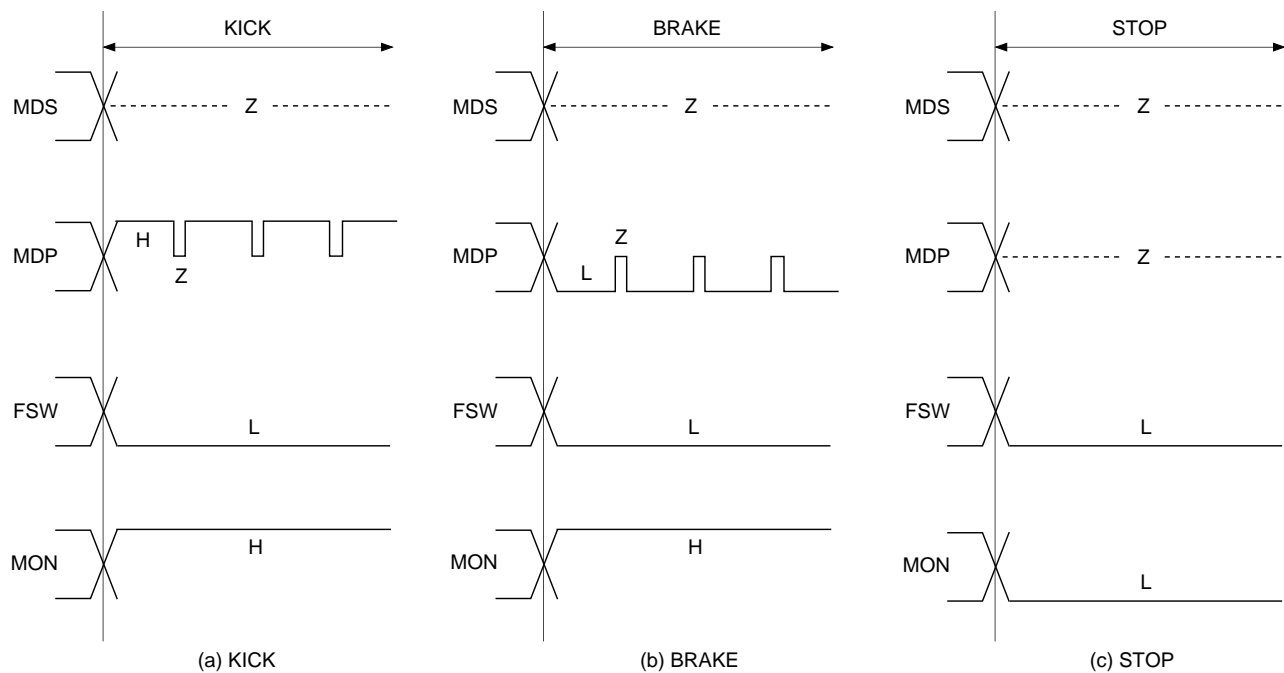 KICK
MDS
Z
MDP
H
Z
FSW
L
MON
H
(a) KICK
BRAKE
MDS
Z
MDP
Z
L
FSW
L
MON
H
(b) BRAKE
STOP
MDS
Z
MDP
Z
FSW
L
MON
L
(c) STOP